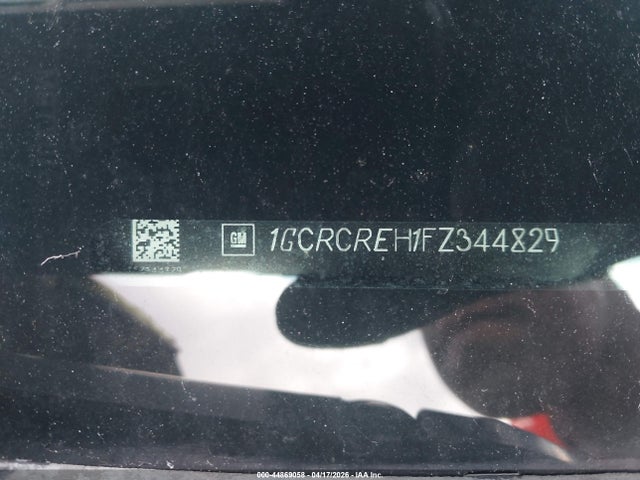 GM 1GCRCREH1FZ344829
000-44869058 - 04/17/2026 - IAA Inc.